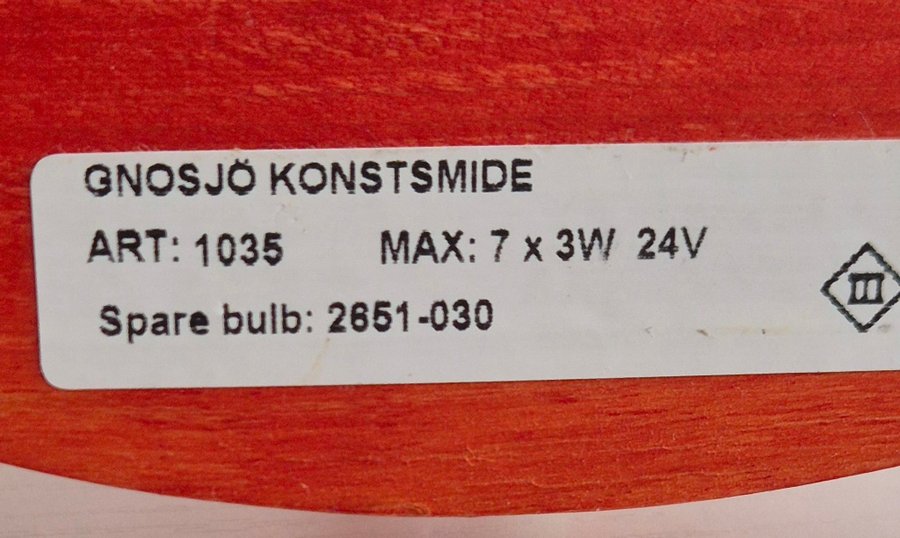 GNOSJÖ KONSTSMIDE
ART: 1035 MAX: 7 x 3W 24V
III
Spare bulb: 2651-030